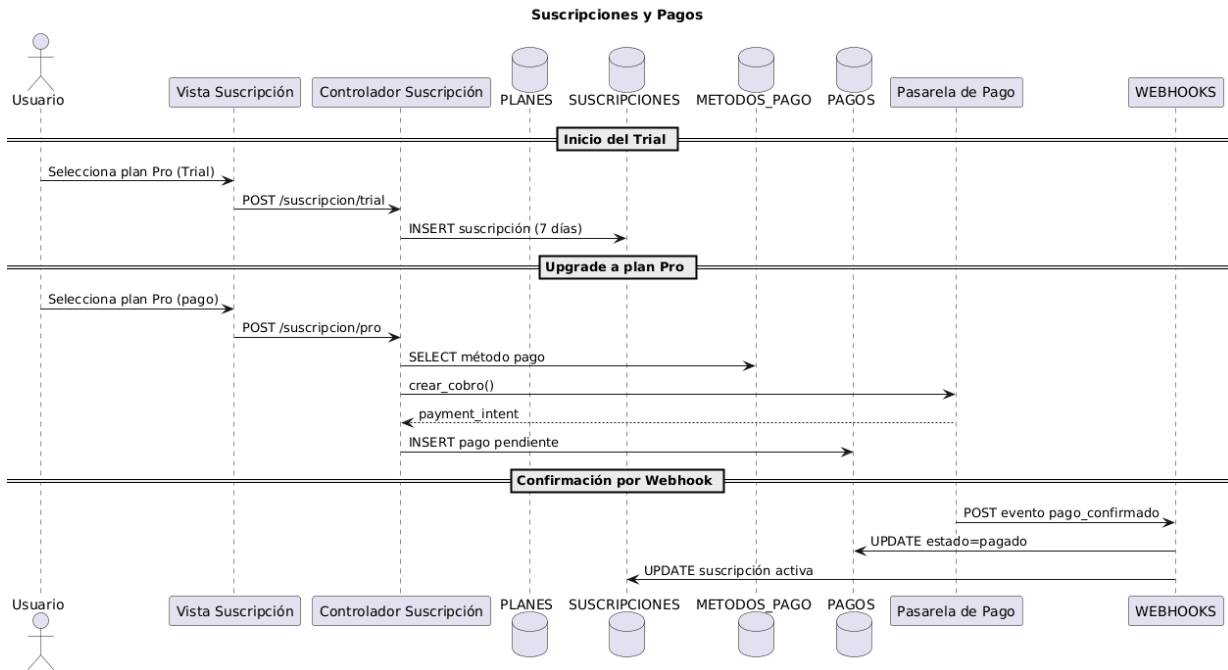 Suscripciones y Pagos
Usuario
Vista Suscripción
Controlador Suscripción
PLANES
SUSCRIPCIONES
METODOS_PAGO
PAGOS
Pasarela de Pago
WEBHOOKS
Inicio del Trial
Selecciona plan Pro (Trial)
POST /suscripcion/trial
INSERT suscripción (7 días)
Upgrade a plan Pro
Selecciona plan Pro (pago)
POST /suscripcion/pro
SELECT método pago
crear_cobro()
payment_intent
INSERT pago pendiente
Confirmación por Webhook
POST evento pago_confirmado
UPDATE estado=pagado
UPDATE suscripción activa
Usuario
Vista Suscripción
Controlador Suscripción
PLANES
SUSCRIPCIONES
METODOS_PAGO
PAGOS
Pasarela de Pago
WEBHOOKS